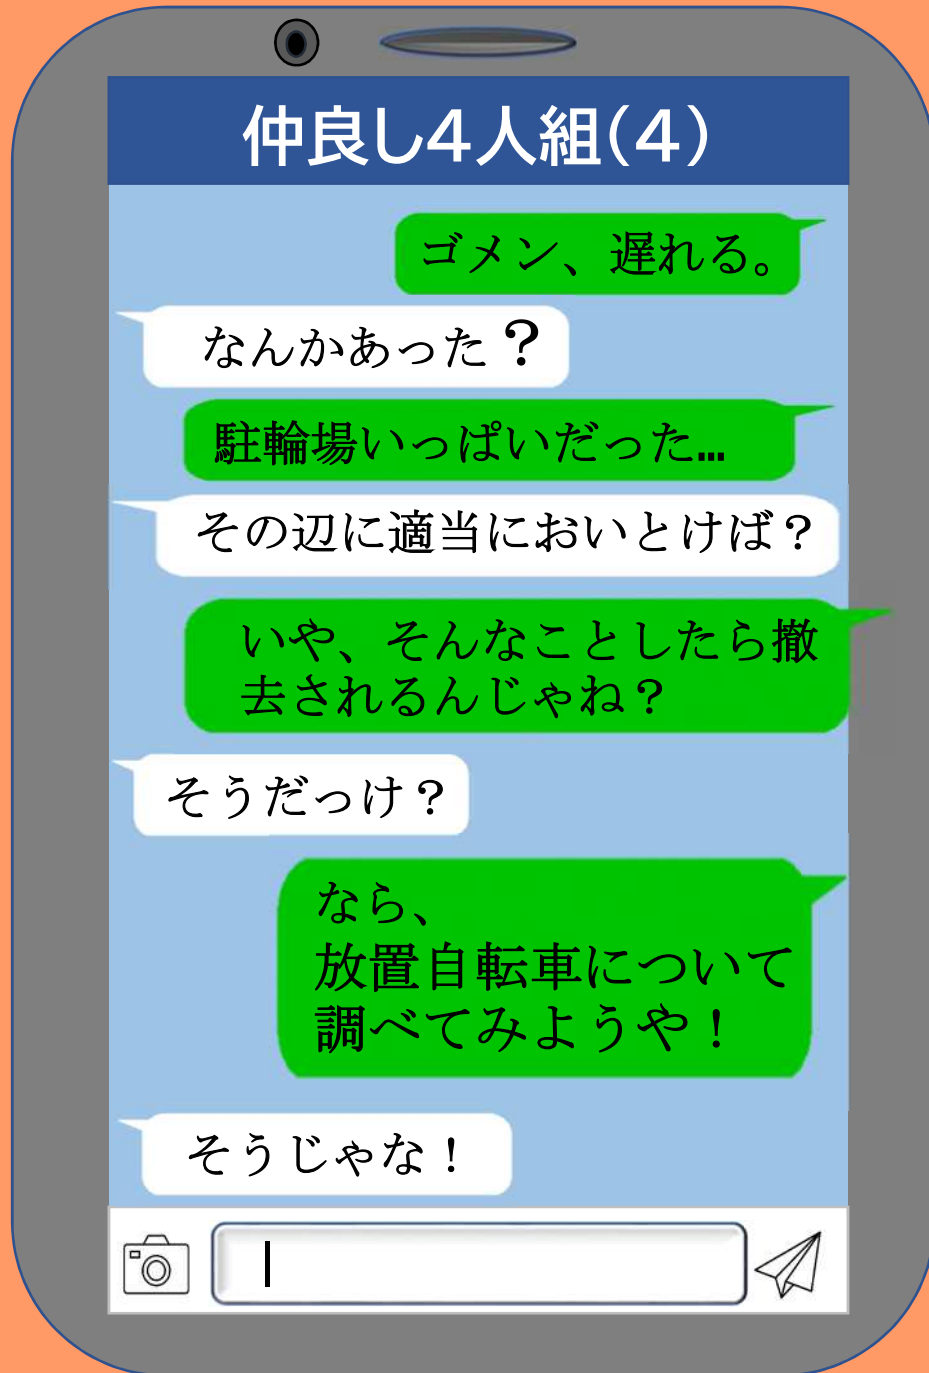 仲良し4人組(4)
ゴメン、遅れる。
なんかあった？
駐輪場いっぱいだった…
その辺に適当においとけば？
いや、そんなことしたら撤
去されるんじゃね？
そうだっけ？
なら、
放置自転車について
調べてみようや！
そうじゃな！